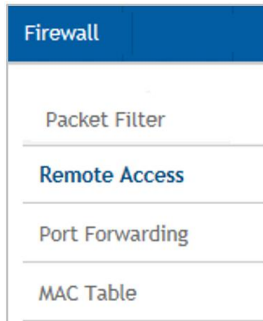 Firewall
Packet Filter
Remote Access
Port Forwarding
MAC Table